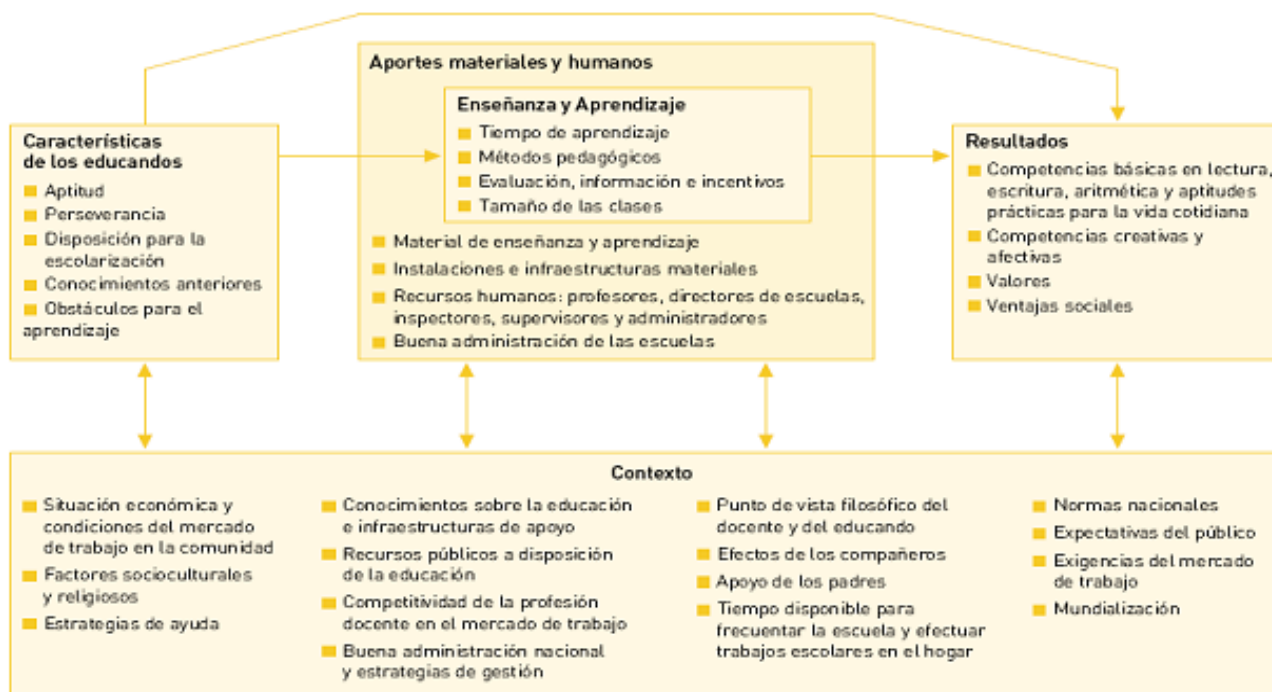 Características
de los educandos
Aptitud
Perseverancia
Disposición para la
escolarización
Conocimientos anteriores
Obstáculos para el
aprendizaje
Aportes materiales y humanos
Enseñanza y Aprendizaje
Tiempo de aprendizaje
Métodos pedagógicos
Evaluación, información e incentivos
Tamaño de las clases
Material de enseñanza y aprendizaje
Instalaciones e infraestructuras materiales
Recursos humanos: profesores, directores de escuelas,
inspectores, supervisores y administradores
Buena administración de las escuelas
Resultados
Competencias básicas en lectura,
escritura, aritmética y aptitudes
prácticas para la vida cotidiana
Competencias creativas y
afectivas
Valores
Ventajas sociales
Contexto
Situación económica y
condiciones del mercado
de trabajo en la comunidad
Factores socioculturales
y religiosos
Estrategias de ayuda
Conocimientos sobre la educación
e infraestructuras de apoyo
Recursos públicos a disposición
de la educación
Competitividad de la profesión
docente en el mercado de trabajo
Buena administración nacional
y estrategias de gestión
Punto de vista filosófico del
docente y del educando
Efectos de los compañeros
Apoyo de los padres
Tiempo disponible para
frecuentar la escuela y efectuar
trabajos escolares en el hogar
Normas nacionales
Expectativas del público
Exigencias del mercado
de trabajo
Mundialización